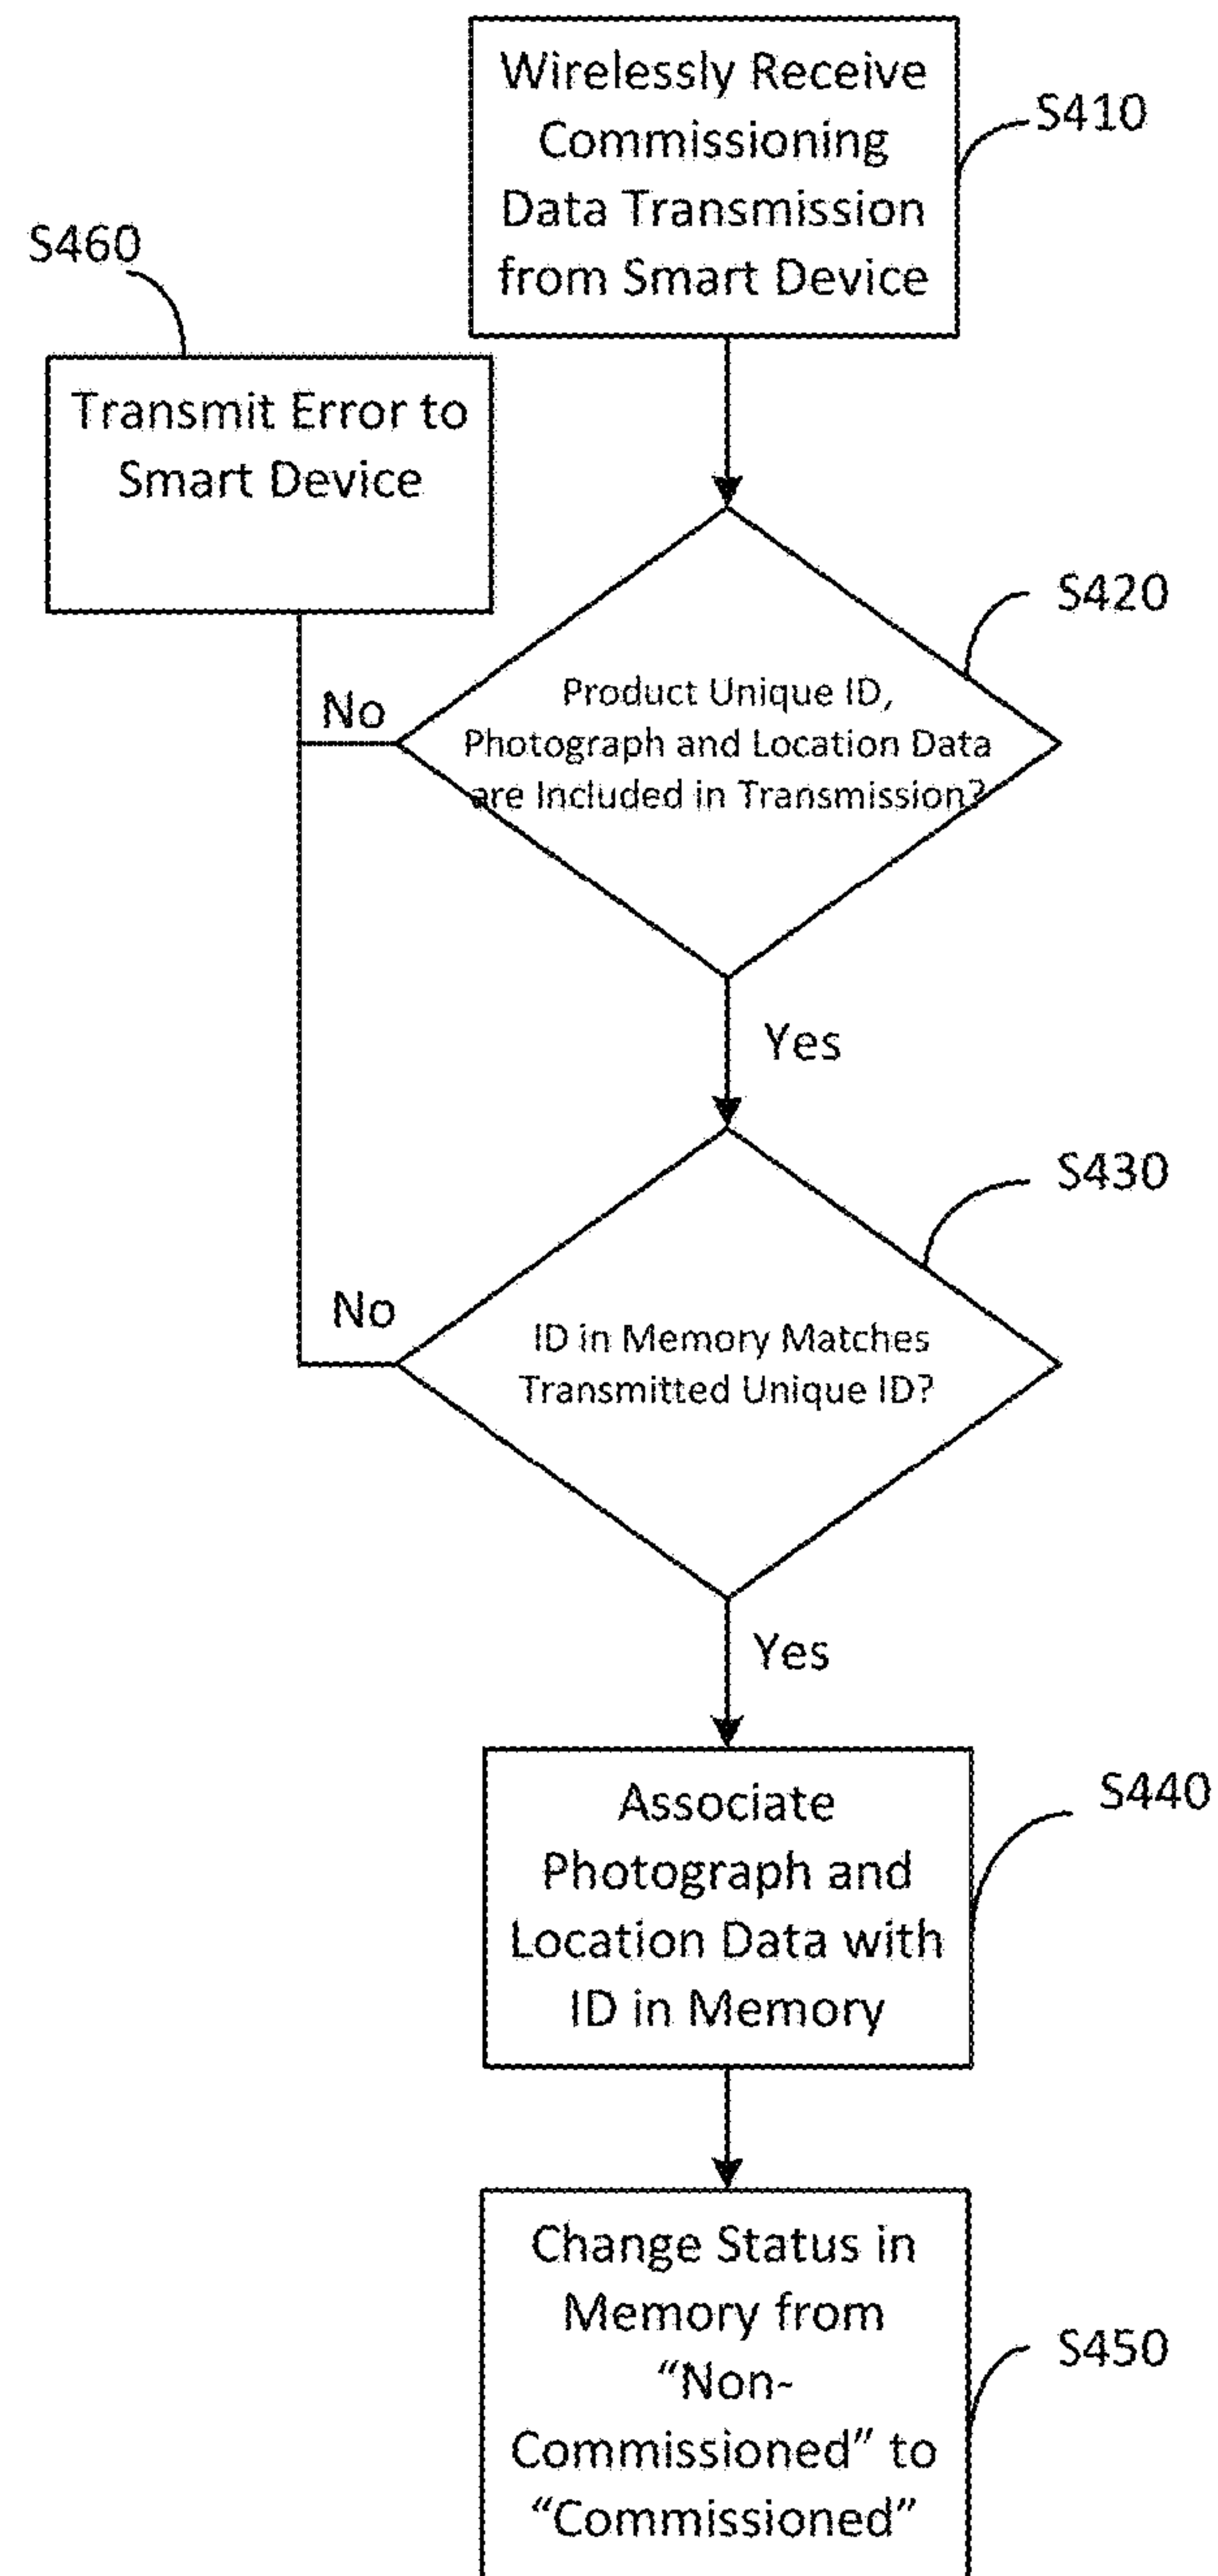 Wirelessly Receive
Commissioning
Data Transmission
from Smart Device
S410
S460
Transmit Error to
Smart Device
S420
Product Unique ID,
Photograph and Location Data
are Included in Transmission?
No
Yes
S430
ID in Memory Matches
Transmitted Unique ID?
No
Yes
S440
Associate
Photograph and
Location Data with
ID in Memory
S450
Change Status in
Memory from
“Non-
Commissioned” to
“Commissioned”